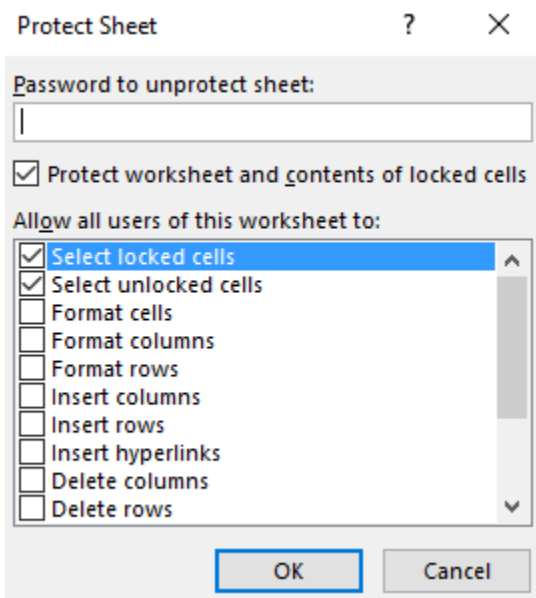 Protect Sheet ?
Password to unprotect sheet:
Protect worksheet and contents of locked cells
Allow all users of this worksheet to:
Select locked cells
Select unlocked cells
Format cells
Format columns
Format rows
Insert columns
Insert rows
Insert hyperlinks
Delete columns
Delete rows
OK Cancel